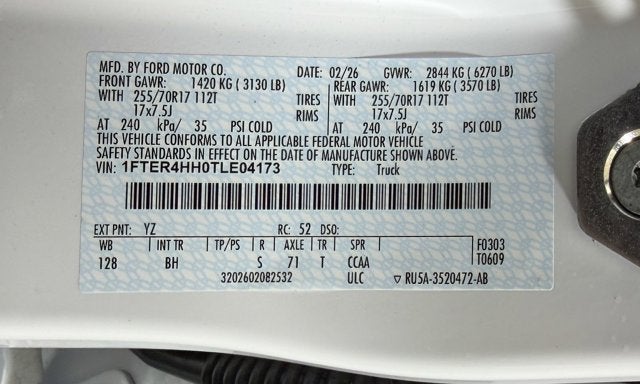 MFD. BY FORD MOTOR CO. DATE: 02/26 GVWR: 2844 KG (6270 LB)
FRONT GAWR: 1420 KG (3130 LB) REAR GAWR: 1619 KG (3570 LB)
WITH 255/70R17 112T TIRES WITH 255/70R17 112T TIRES
17x7.5J RIMS 17x7.5J RIMS
AT 240 kPa/ 35 PSI COLD AT 240 kPa/ 35 PSI COLD
THIS VEHICLE CONFORMS TO ALL APPLICABLE FEDERAL MOTOR VEHICLE
SAFETY STANDARDS IN EFFECT ON THE DATE OF MANUFACTURE SHOWN ABOVE.
VIN: 1FTER4HH0TLE04173 TYPE: Truck
EXT PNT: YZ RC: 52 DSO:
WB INT TR TP/PS R AXLE TR SPR F0303
128 BH S 71 T CCAA T0609
3202602082532 ULC ▽ RU5A-3520472-AB